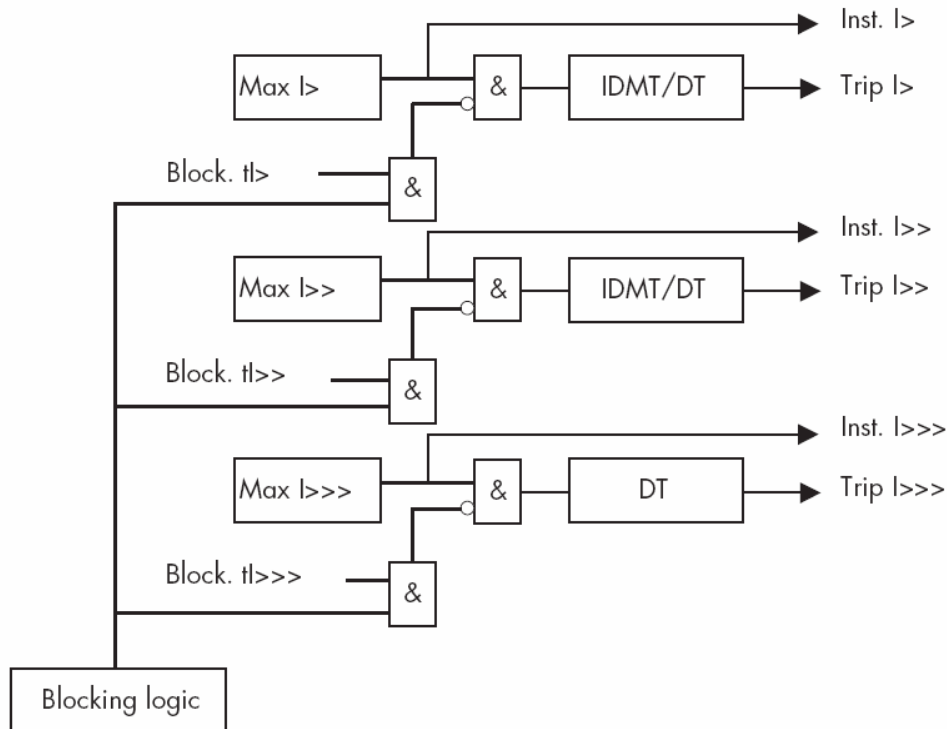 Inst. I>
Max I>
&
IDMT/DT
Trip I>
Block. tI>
&
Inst. I>>
Max I>>
&
IDMT/DT
Trip I>>
Block. tI>>
&
Inst. I>>>
Max I>>>
&
DT
Trip I>>>
Block. tI>>>
&
Blocking logic